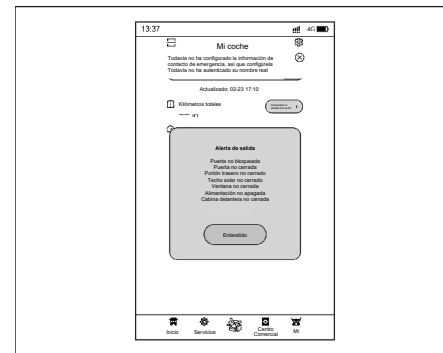 13:37
4G
Mi coche
Todavía no ha configurado la información de
contacto de emergencia, así que configúrela
Todavía no ha autenticado su nombre real
Actualizado: 02-23 17:10
Kilómetros totales
Alerta de salida
Puerta no bloqueada
Puerta no cerrada
Portón trasero no cerrado
Techo solar no cerrado
Ventana no cerrada
Alimentación no apagada
Cabina delantera no cerrada
Entendido
Inicio
Servicios
Centro
Comercial
Mi